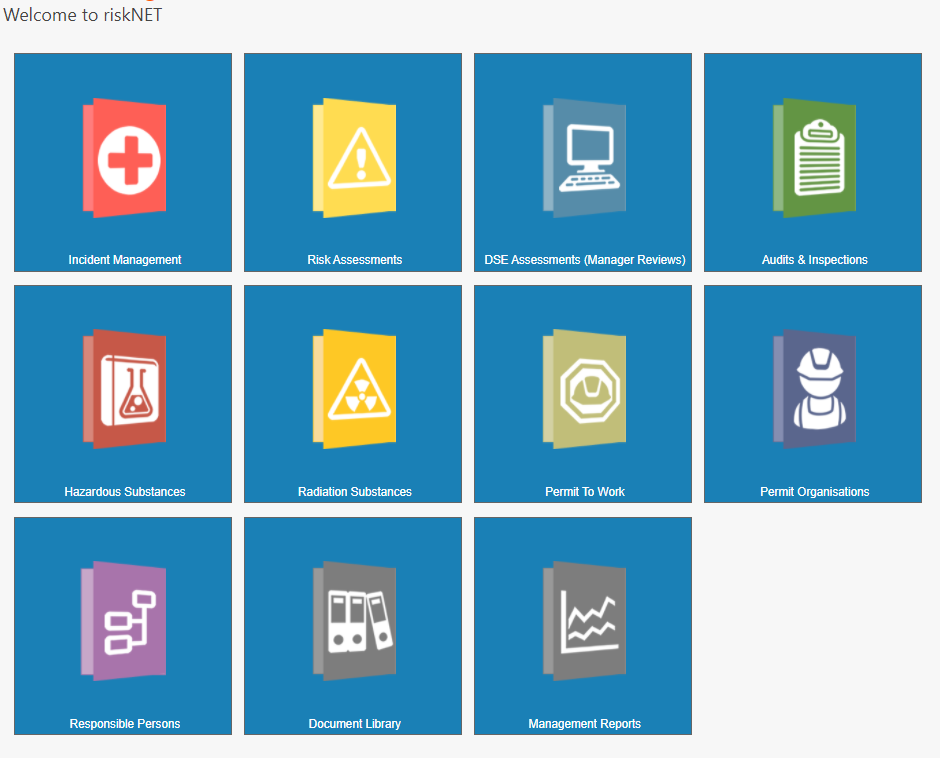 Welcome to riskNET
Incident Management
Risk Assessments
DSE Assessments (Manager Reviews)
Audits & Inspections
Hazardous Substances
Radiation Substances
Permit To Work
Permit Organisations
Responsible Persons
Document Library
Management Reports